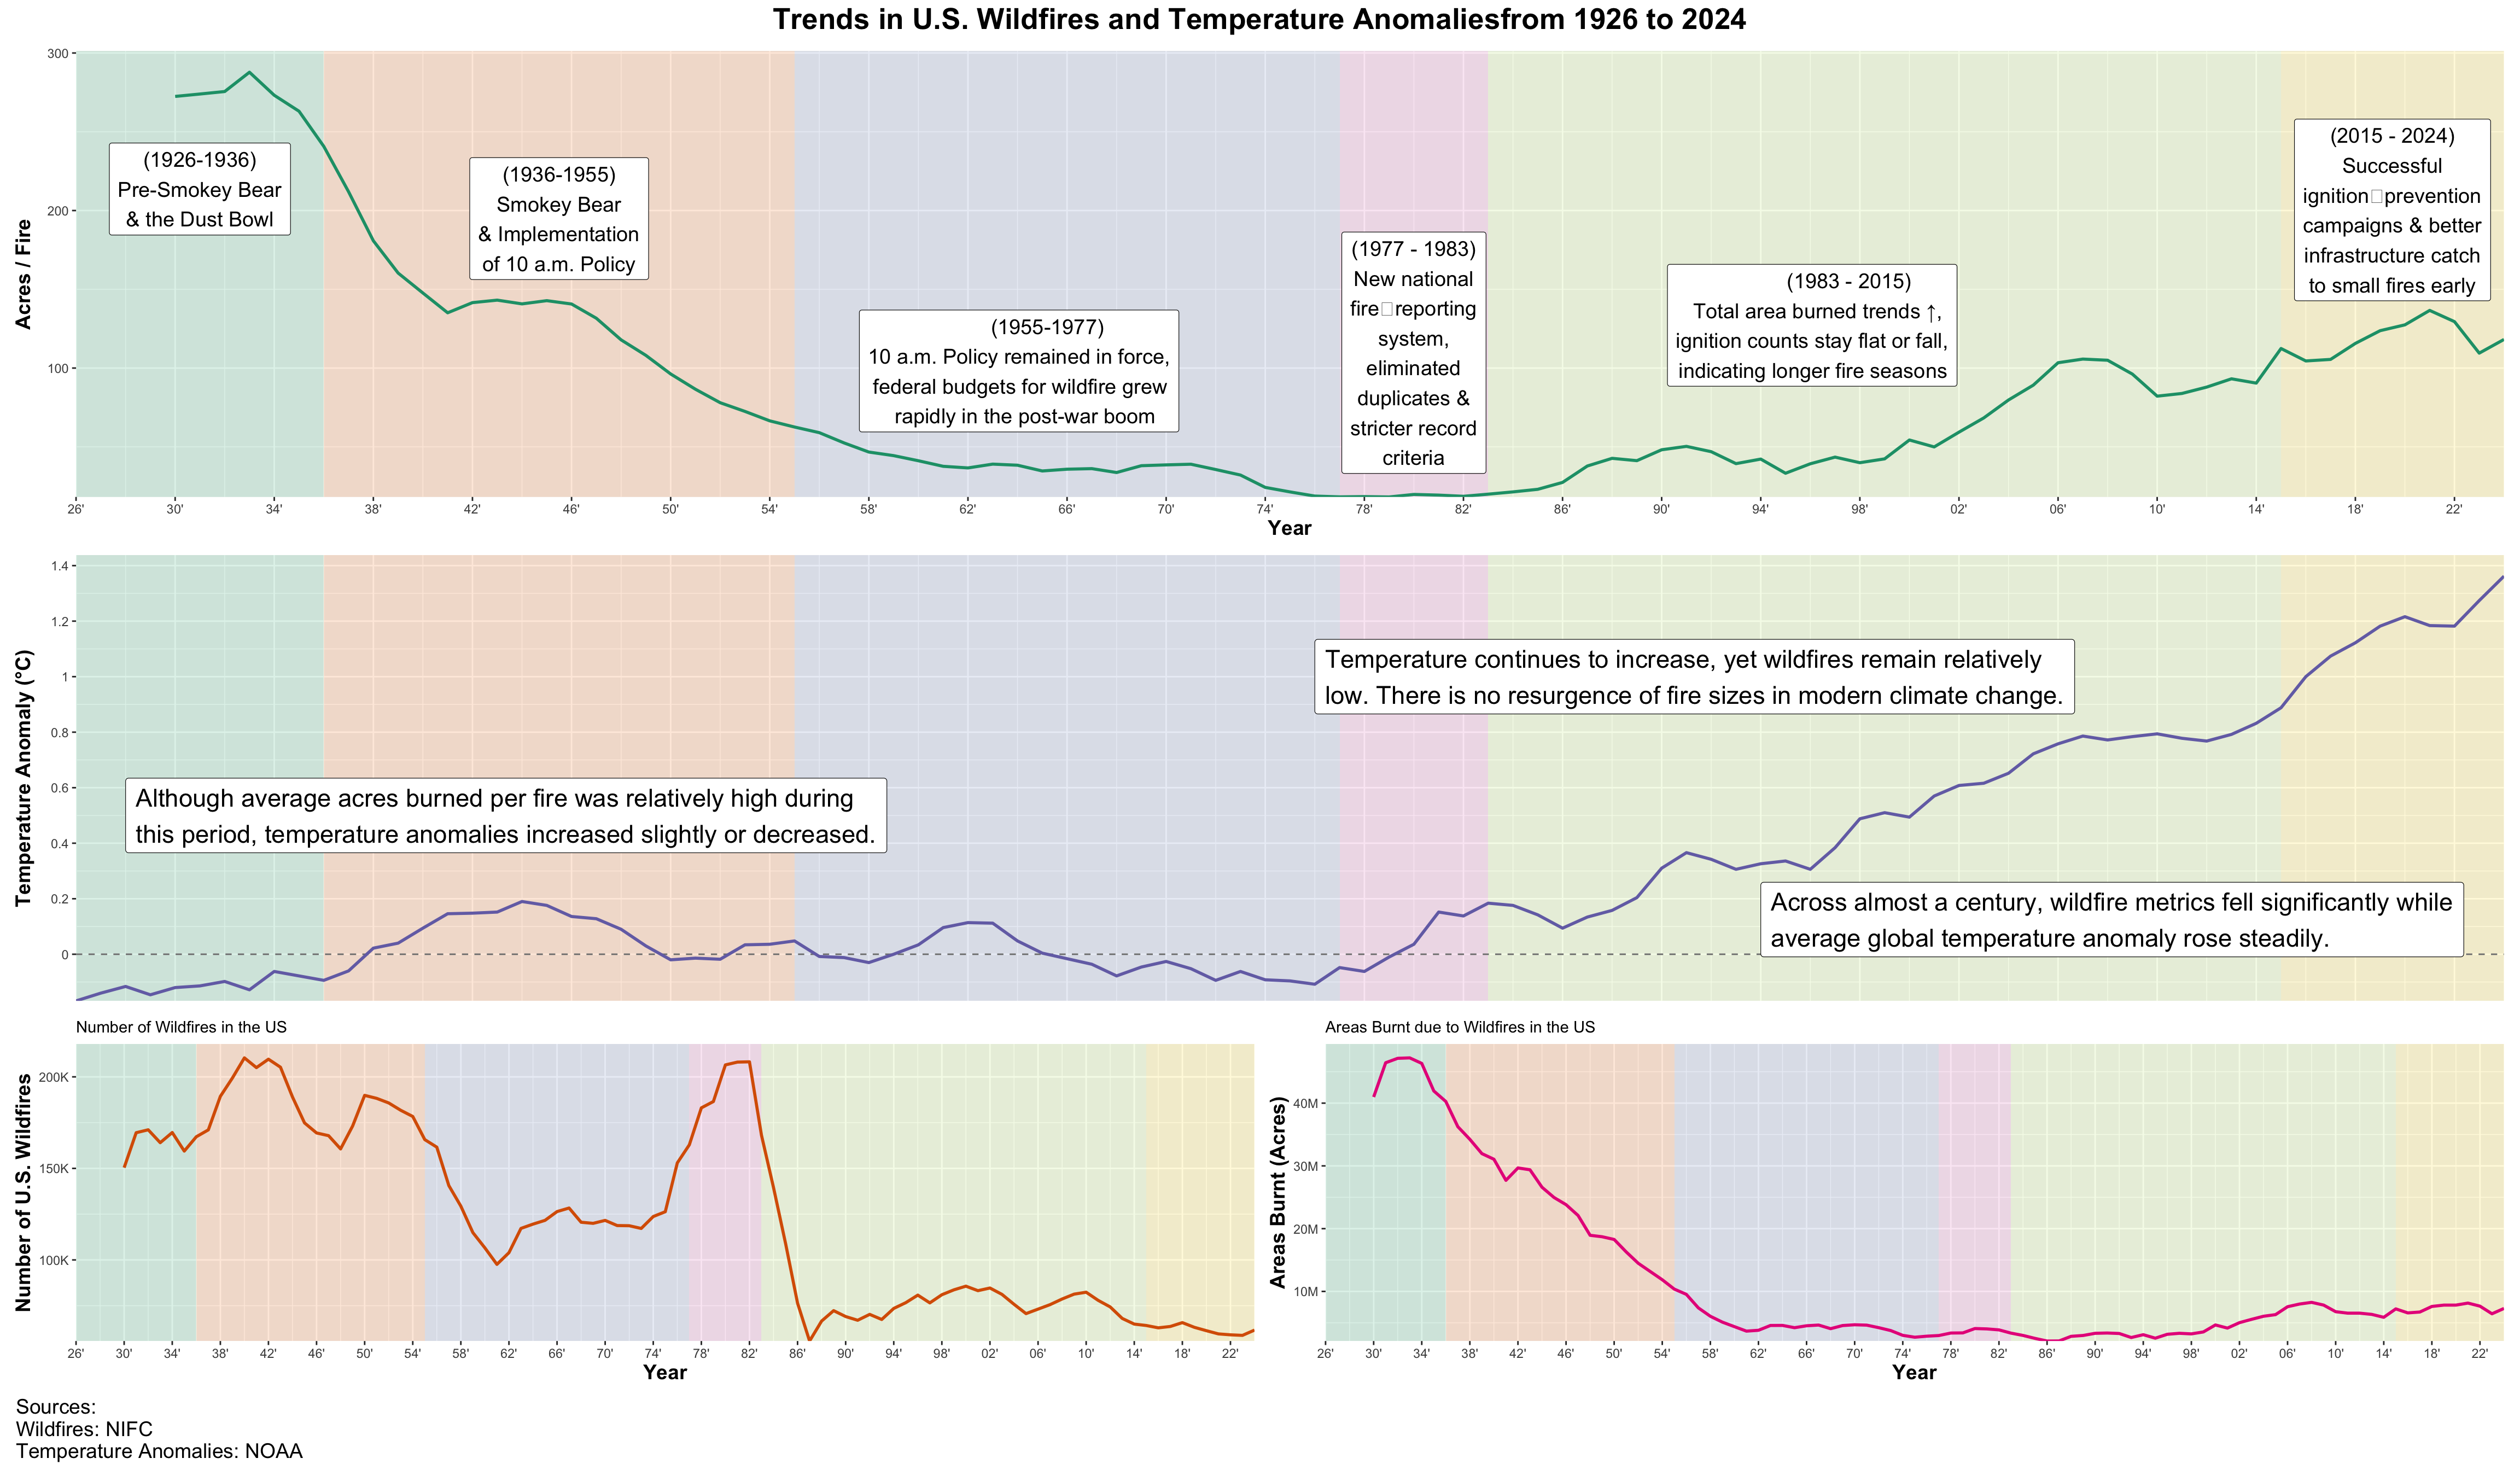 Trends in U.S. Wildfires and Temperature Anomaliesfrom 1926 to 2024
300
200
100
Acres / Fire
(1926-1936)
Pre-Smokey Bear
& the Dust Bowl
(1936-1955)
Smokey Bear
& Implementation
of 10 a.m. Policy
(1955-1977)
10 a.m. Policy remained in force,
federal budgets for wildfire grew
rapidly in the post-war boom
(1977 - 1983)
New national
fire□reporting
system,
eliminated
duplicates &
stricter record
criteria
(1983 - 2015)
Total area burned trends ↑,
ignition counts stay flat or fall,
indicating longer fire seasons
(2015 - 2024)
Successful
ignition□prevention
campaigns & better
infrastructure catch
to small fires early
26' 30' 34' 38' 42' 46' 50' 54' 58' 62' 66' 70' 74' 78' 82' 86' 90' 94' 98' 02' 06' 10' 14' 18' 22'
Year
1.4
1.2
1
0.8
0.6
0.4
0.2
0
Temperature Anomaly (°C)
Temperature continues to increase, yet wildfires remain relatively
low. There is no resurgence of fire sizes in modern climate change.
Although average acres burned per fire was relatively high during
this period, temperature anomalies increased slightly or decreased.
Across almost a century, wildfire metrics fell significantly while
average global temperature anomaly rose steadily.
Number of Wildfires in the US
200K
150K
100K
Number of U.S. Wildfires
26' 30' 34' 38' 42' 46' 50' 54' 58' 62' 66' 70' 74' 78' 82' 86' 90' 94' 98' 02' 06' 10' 14' 18' 22'
Year
Areas Burnt due to Wildfires in the US
40M
30M
20M
10M
Areas Burnt (Acres)
26' 30' 34' 38' 42' 46' 50' 54' 58' 62' 66' 70' 74' 78' 82' 86' 90' 94' 98' 02' 06' 10' 14' 18' 22'
Year
Sources:
Wildfires: NIFC
Temperature Anomalies: NOAA